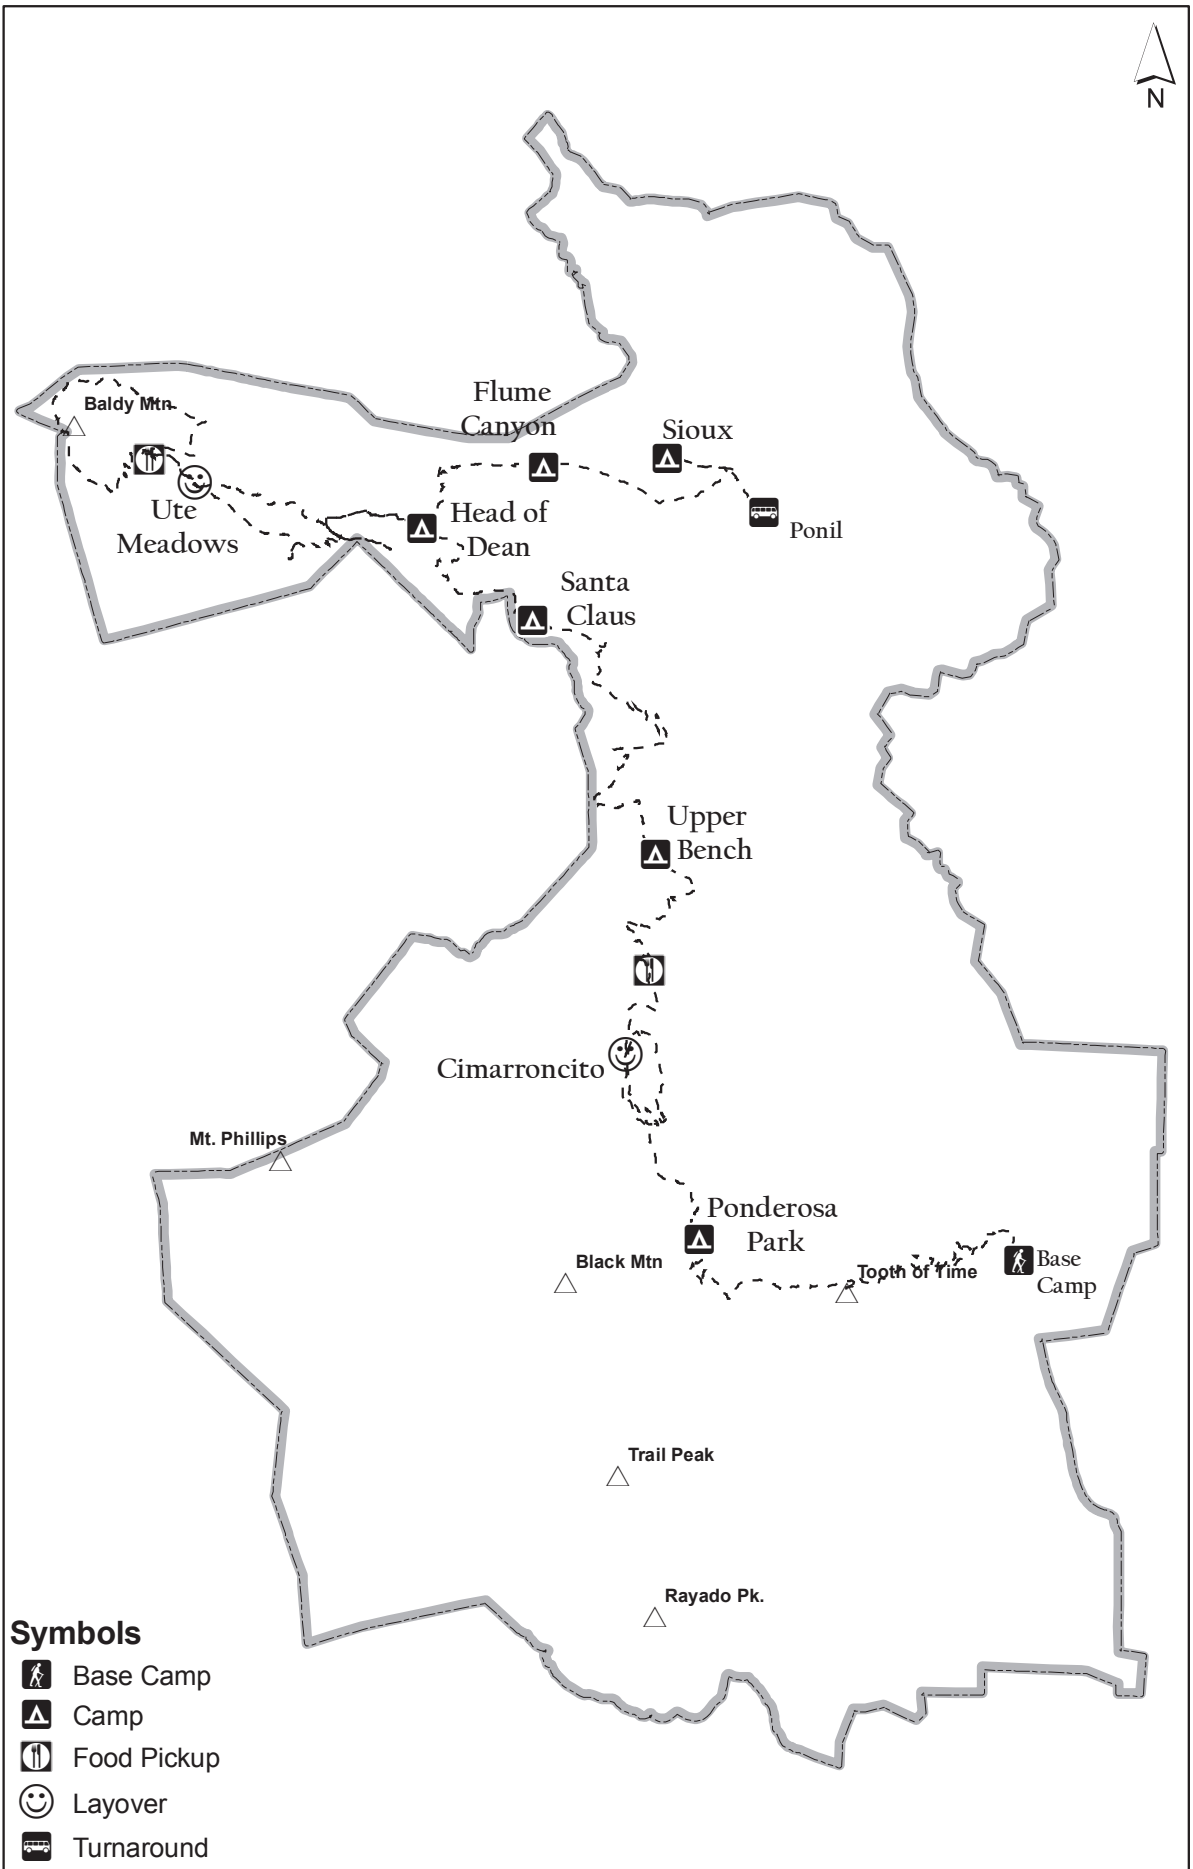 N
Flume
Canyon
Baldy Mtn
Sioux
Ute
Meadows
Head of
Dean
Ponil
Santa
Claus
Upper
Bench
Cimarroncito
Mt. Phillips
Ponderosa
Park
Black Mtn
Tooth of Time
Base
Camp
Trail Peak
Rayado Pk.
Symbols
Base Camp
Camp
Food Pickup
Layover
Turnaround